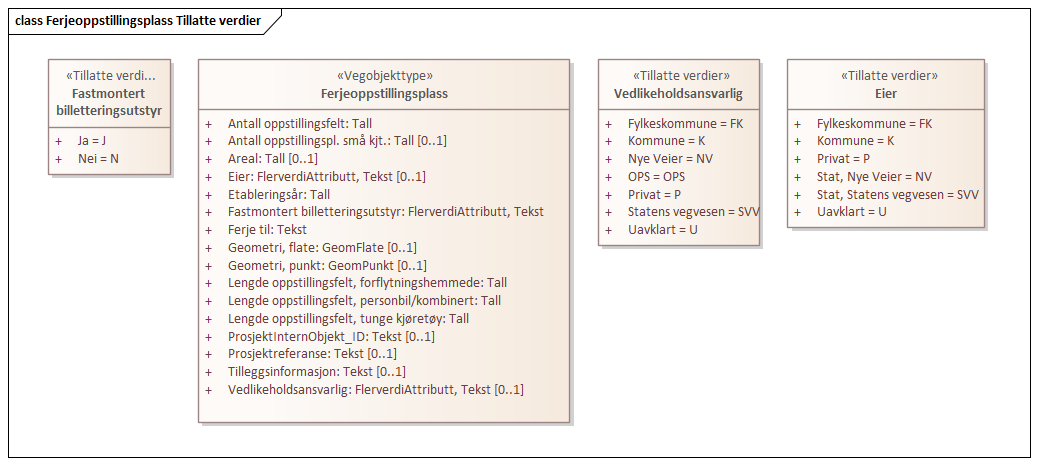 class Ferjeoppstillingsplass Tillatte verdier
«Tillatte verdi...
Fastmontert
billetteringsutstyr
+ Ja = J
+ Nei = N
«Vegobjekttype»
Ferjeoppstillingsplass
+ Antall oppstillingsfelt: Tall
+ Antall oppstillingspl. små kjt.: Tall [0..1]
+ Areal: Tall [0..1]
+ Eier: FlerverdiAttributt, Tekst [0..1]
+ Etableringsår: Tall
+ Fastmontert billetteringsutstyr: FlerverdiAttributt, Tekst
+ Ferje til: Tekst
+ Geometri, flate: GeomFlate [0..1]
+ Geometri, punkt: GeomPunkt [0..1]
+ Lengde oppstillingsfelt, forflytningshemmede: Tall
+ Lengde oppstillingsfelt, personbil/kombinert: Tall
+ Lengde oppstillingsfelt, tunge kjøretøy: Tall
+ ProsjektInternObjekt_ID: Tekst [0..1]
+ Prosjektreferanse: Tekst [0..1]
+ Tilleggsinformasjon: Tekst [0..1]
+ Vedlikeholdsansvarlig: FlerverdiAttributt, Tekst [0..1]
«Tillatte verdier»
Vedlikeholdsansvarlig
+ Fylkeskommune = FK
+ Kommune = K
+ Nye Veier = NV
+ OPS = OPS
+ Privat = P
+ Statens vegvesen = SVV
+ Uavklart = U
«Tillatte verdier»
Eier
+ Fylkeskommune = FK
+ Kommune = K
+ Privat = P
+ Stat, Nye Veier = NV
+ Stat, Statens vegvesen = SVV
+ Uavklart = U